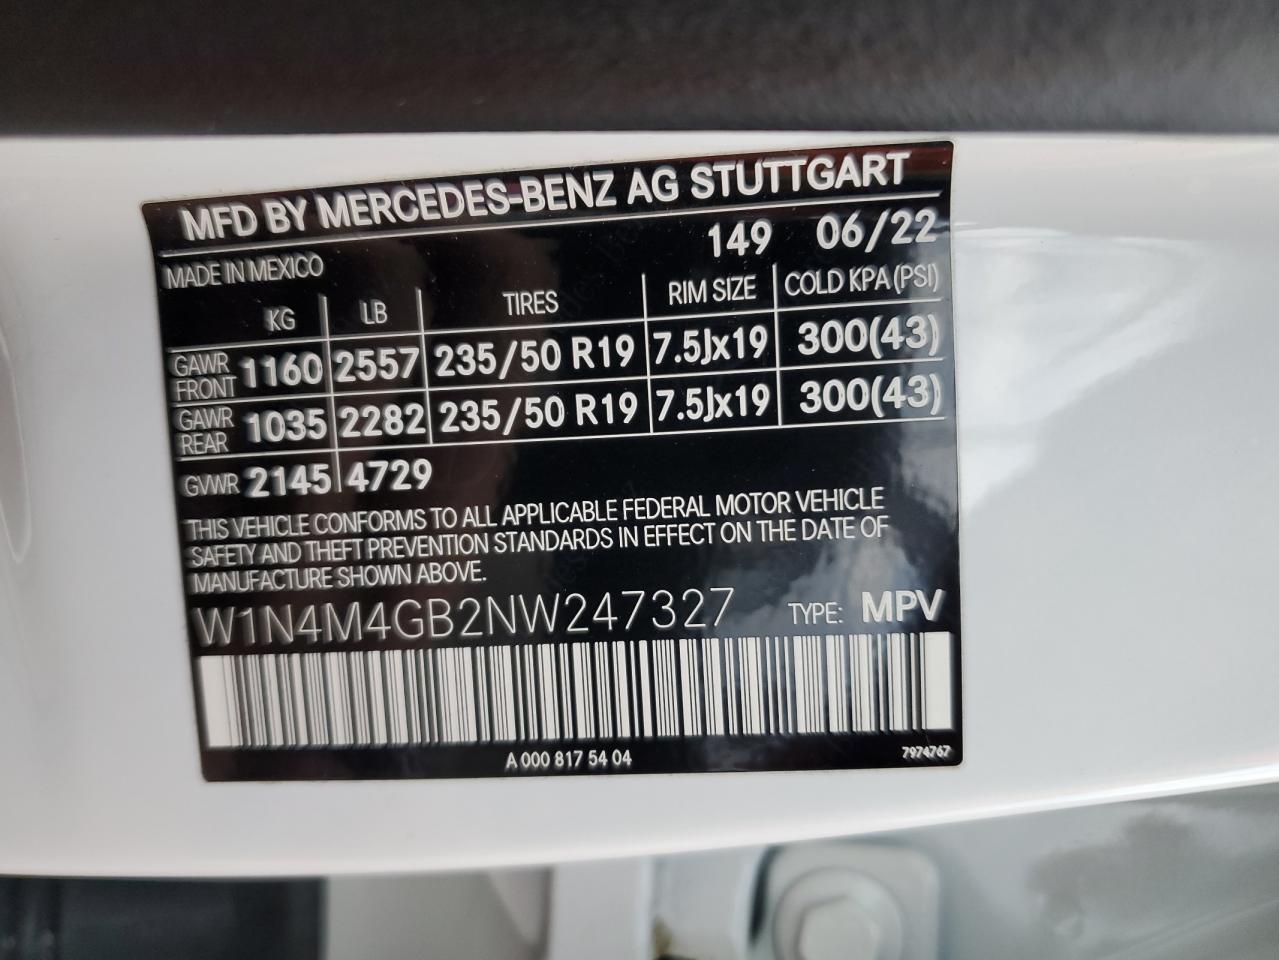 MFD BY MERCEDES-BENZ AG STUTTGART
149 06/22
MADE IN MEXICO
KG LB TIRES RIM SIZE COLD KPA (PSI)
GAWR FRONT 1160 2557 235/50 R19 7.5Jx19 300(43)
GAWR REAR 1035 2282 235/50 R19 7.5Jx19 300(43)
GVWR 2145 4729
THIS VEHICLE CONFORMS TO ALL APPLICABLE FEDERAL MOTOR VEHICLE
SAFETY AND THEFT PREVENTION STANDARDS IN EFFECT ON THE DATE OF
MANUFACTURE SHOWN ABOVE.
W1N4M4GB2NW247327 TYPE: MPV
A 000 817 54 04
7974767